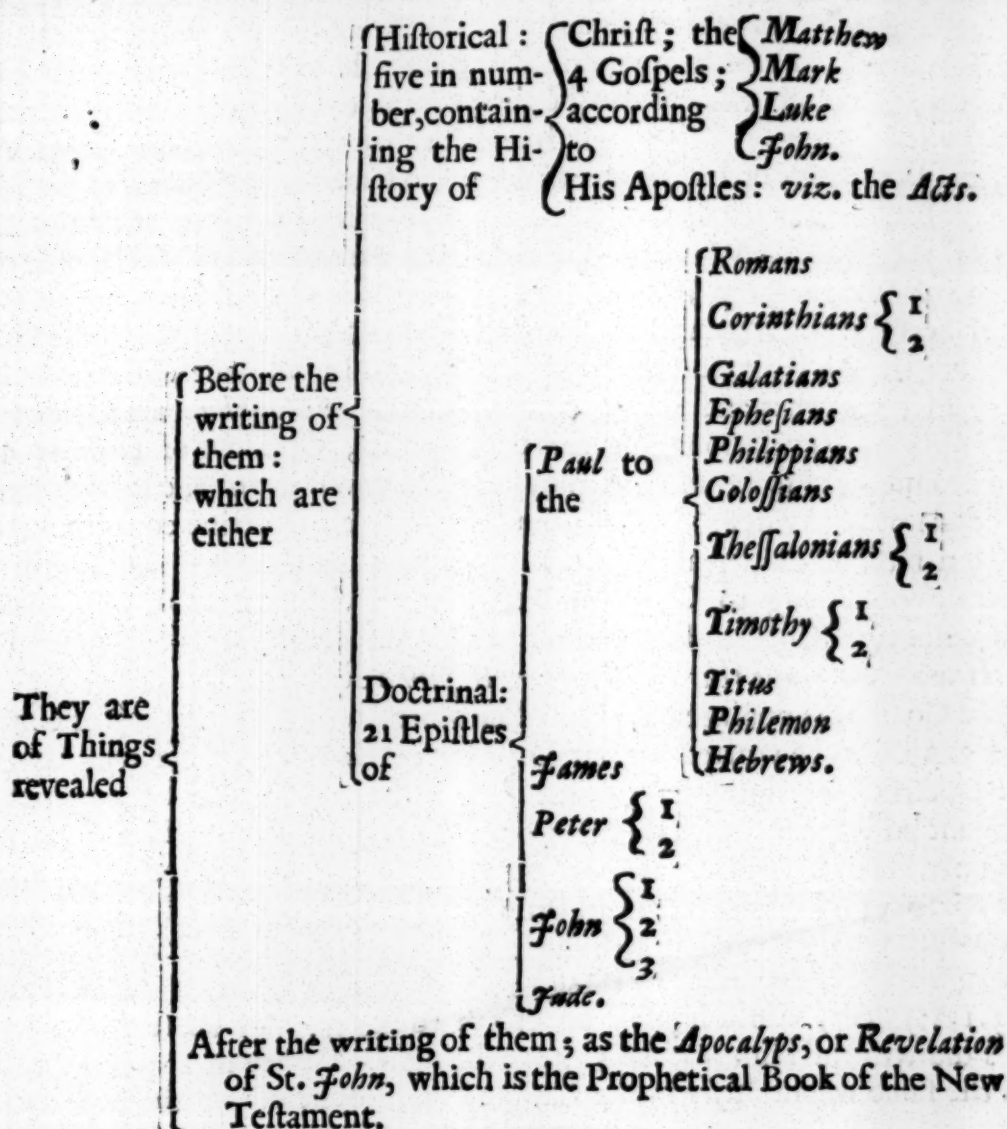 They are
of Things
revealed
Before the
writing of
them :
which are
either
Hiſtorical :
five in num-
ber, contain-
ing the Hi-
ſtory of
Chriſt ; the
4 Goſpels ;
according
to
Matthew
Mark
Luke
John.
His Apoſtles : viz. the Acts.
Doctrinal:
21 Epiſtles
of
Paul to
the
Romans
Corinthians { 1
2
Galatians
Epheſians
Philippians
Coloſſians
Theſſalonians { 1
2
Timothy { 1
2
Titus
Philemon
Hebrews.
James
Peter { 1
2
John { 1
2
3
Jude.
After the writing of them ; as the Apocalyps, or Revelation
of St. John, which is the Prophetical Book of the New
Teſtament.